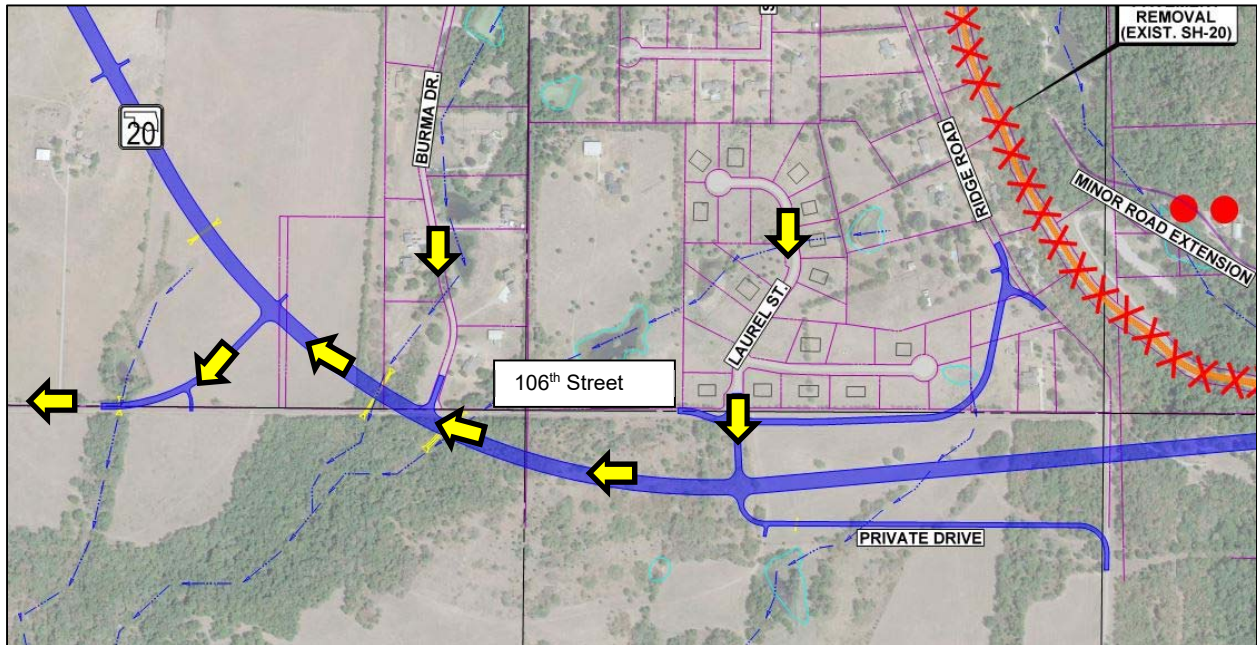 REMOVAL
(EXIST. SH-20)
20
BURMA DR.
RIDGE ROAD
MINOR ROAD EXTENSION
LAUREL ST.
106th Street
PRIVATE DRIVE